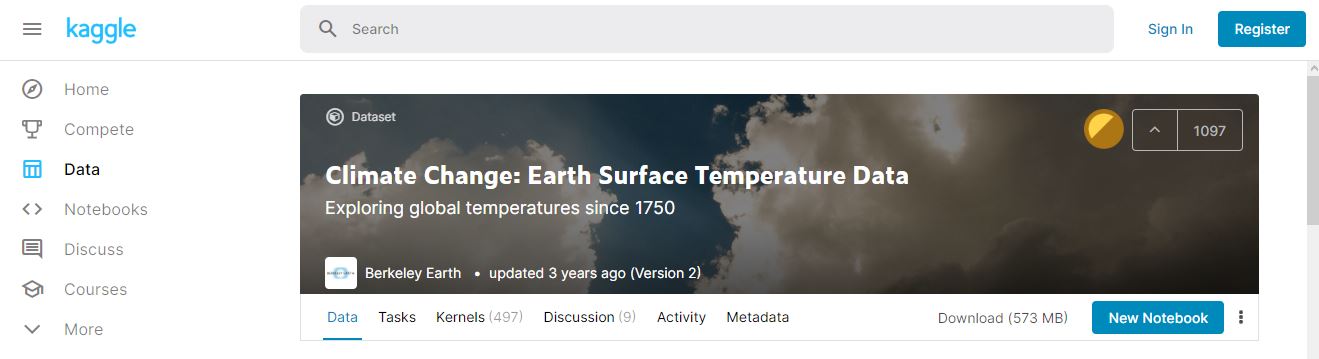 kaggle
Search
Sign In
Register
Home
Compete
Data
Notebooks
Discuss
Courses
More
Dataset
1097
Climate Change: Earth Surface Temperature Data
Exploring global temperatures since 1750
BERKELEY EARTH
Berkeley Earth • updated 3 years ago (Version 2)
Data Tasks Kernels (497) Discussion (9) Activity Metadata Download (573 MB) New Notebook